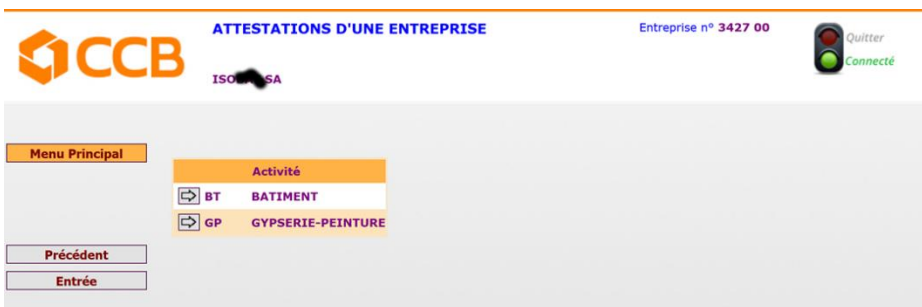 CCB
ATTESTATIONS D'UNE ENTREPRISE
Entreprise nº 3427 00
Quitter
Connecté
SA
Menu Principal
Activité
BT BATIMENT
GP GYPSERIE-PEINTURE
Précédent
Entrée